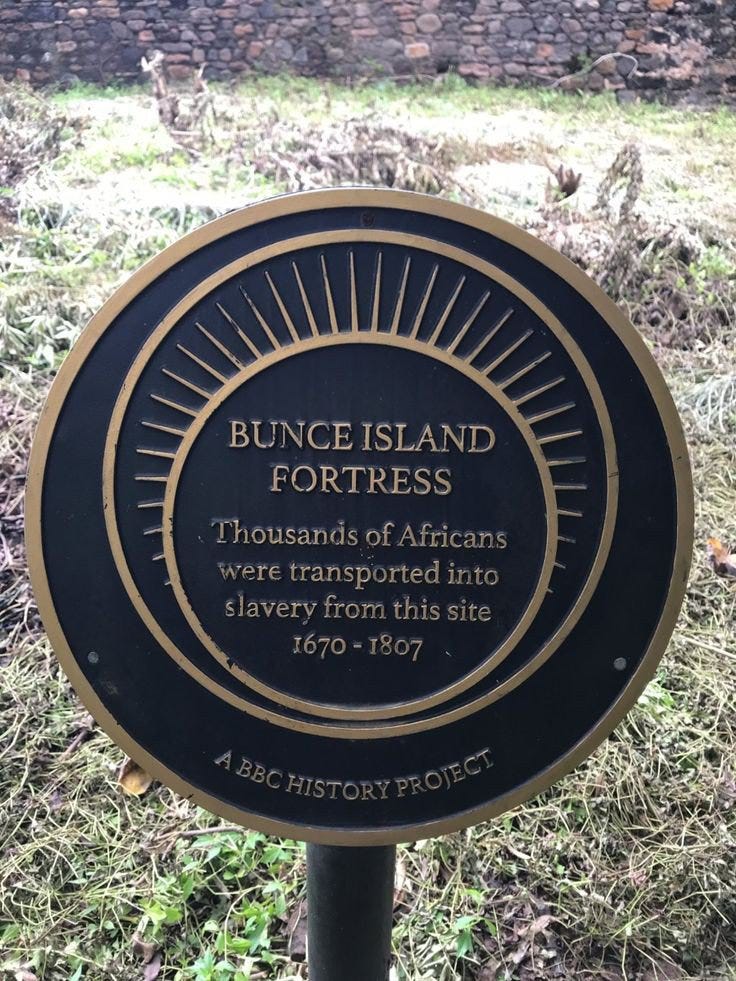 BUNCE ISLAND
FORTRESS
Thousands of Africans
were transported into
slavery from this site
1670 - 1807
A BBC HISTORY PROJECT